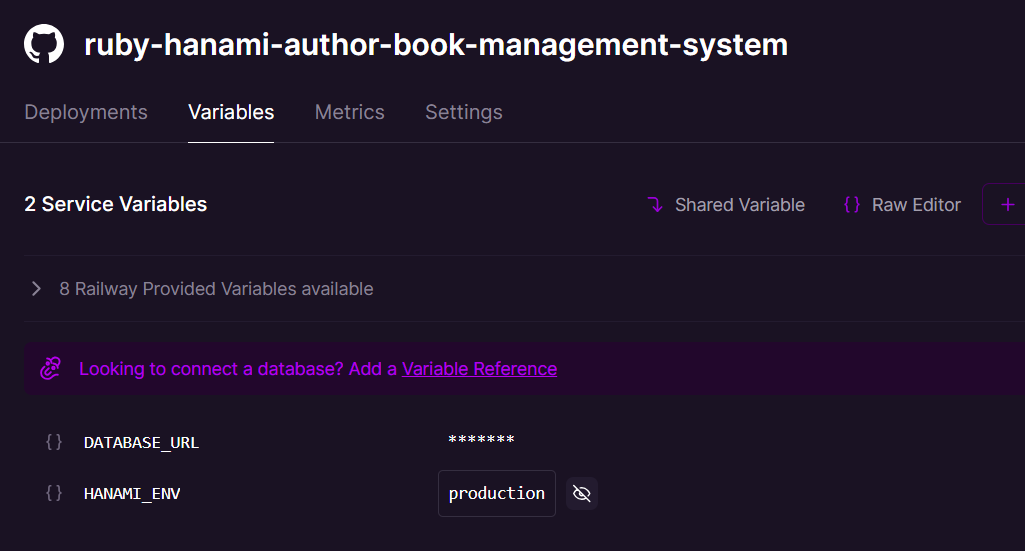 ruby-hanami-author-book-management-system
Deployments Variables Metrics Settings
2 Service Variables Shared Variable {} Raw Editor +
8 Railway Provided Variables available
Looking to connect a database? Add a Variable Reference
{} DATABASE_URL *******
{} HANAMI_ENV production